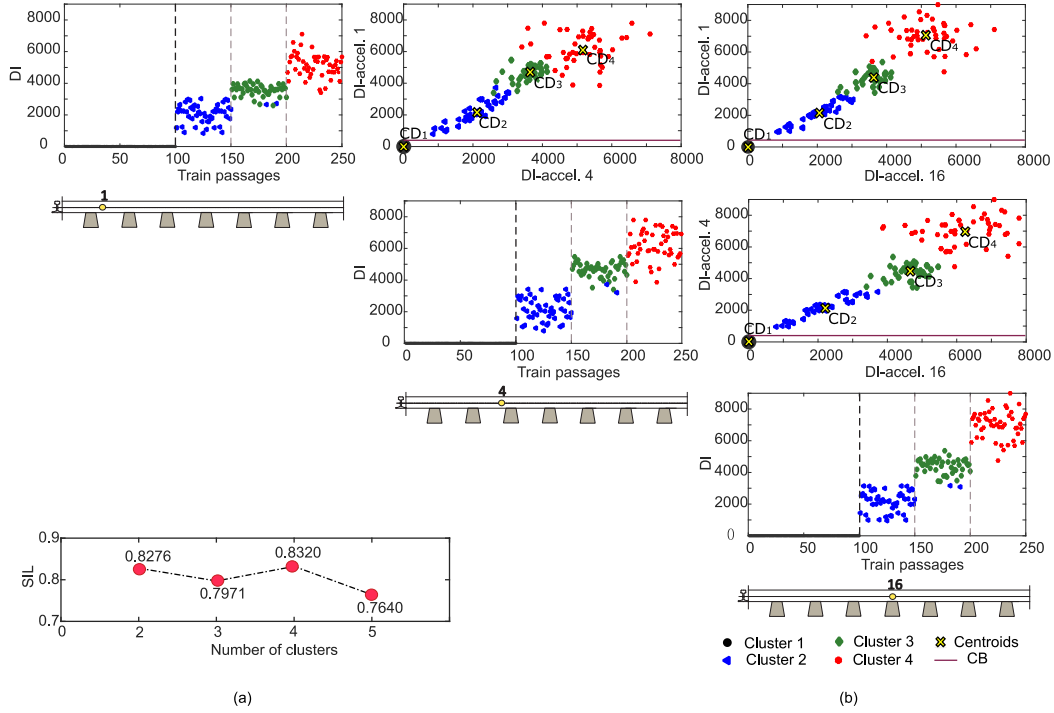 8000
6000
4000
2000
0
DI
0
50
100
150
200
250
Train passages
1
8000
6000
4000
2000
0
DI-accel. 1
CD1
CD2
CD3
CD4
2000
4000
6000
8000
DI-accel. 4
8000
6000
4000
2000
0
DI-accel. 1
CD1
CD2
CD3
CD4
0
2000
4000
6000
8000
DI-accel. 16
8000
6000
4000
2000
0
DI
0
50
100
150
200
250
Train passages
4
8000
6000
4000
2000
0
DI-accel. 4
CD1
CD2
CD3
CD4
0
2000
4000
6000
8000
DI-accel. 16
8000
6000
4000
2000
0
DI
0
50
100
150
200
250
Train passages
16
0.9
0.8
0.7
SIL
0.8276
0.7971
0.8320
0.7640
0
2
3
4
5
Number of clusters
Cluster 1
Cluster 3
Centroids
Cluster 2
Cluster 4
CB
(a)
(b)